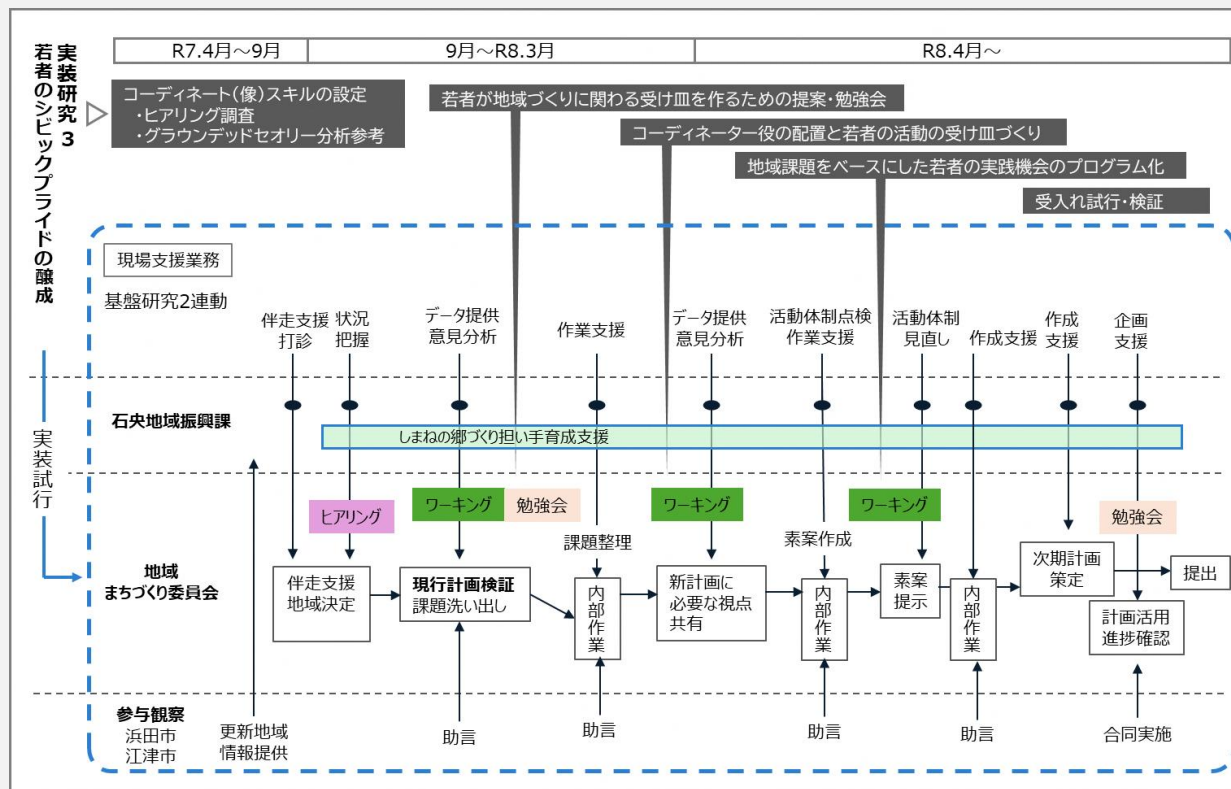 実装研究3
若者のシビックプライドの醸成
R7.4月～9月
9月～R8.3月
R8.4月～
コーディネート(像)スキルの設定
・ヒアリング調査
・グラウンデッドセオリー分析参考
若者が地域づくりに関わる受け皿を作るための提案・勉強会
コーディネーター役の配置と若者の活動の受け皿づくり
地域課題をベースにした若者の実践機会のプログラム化
受入れ試行・検証
現場支援業務
基盤研究2連動
伴走支援
打診
状況
把握
データ提供
意見分析
作業支援
データ提供
意見分析
活動体制点検
作業支援
活動体制
見直し
作成支援
作成
支援
企画
支援
石央地域振興課
しまねの郷づくり担い手育成支援
実装試行
ヒアリング
ワーキング
勉強会
ワーキング
ワーキング
勉強会
課題整理
素案作成
地域
まちづくり委員会
伴走支援
地域決定
現行計画検証
課題洗い出し
内部作業
新計画に
必要な視点
共有
内部作業
素案
提示
内部作業
次期計画
策定
提出
計画活用
進捗確認
参与観察
浜田市
江津市
更新地域
情報提供
助言
助言
助言
助言
合同実施